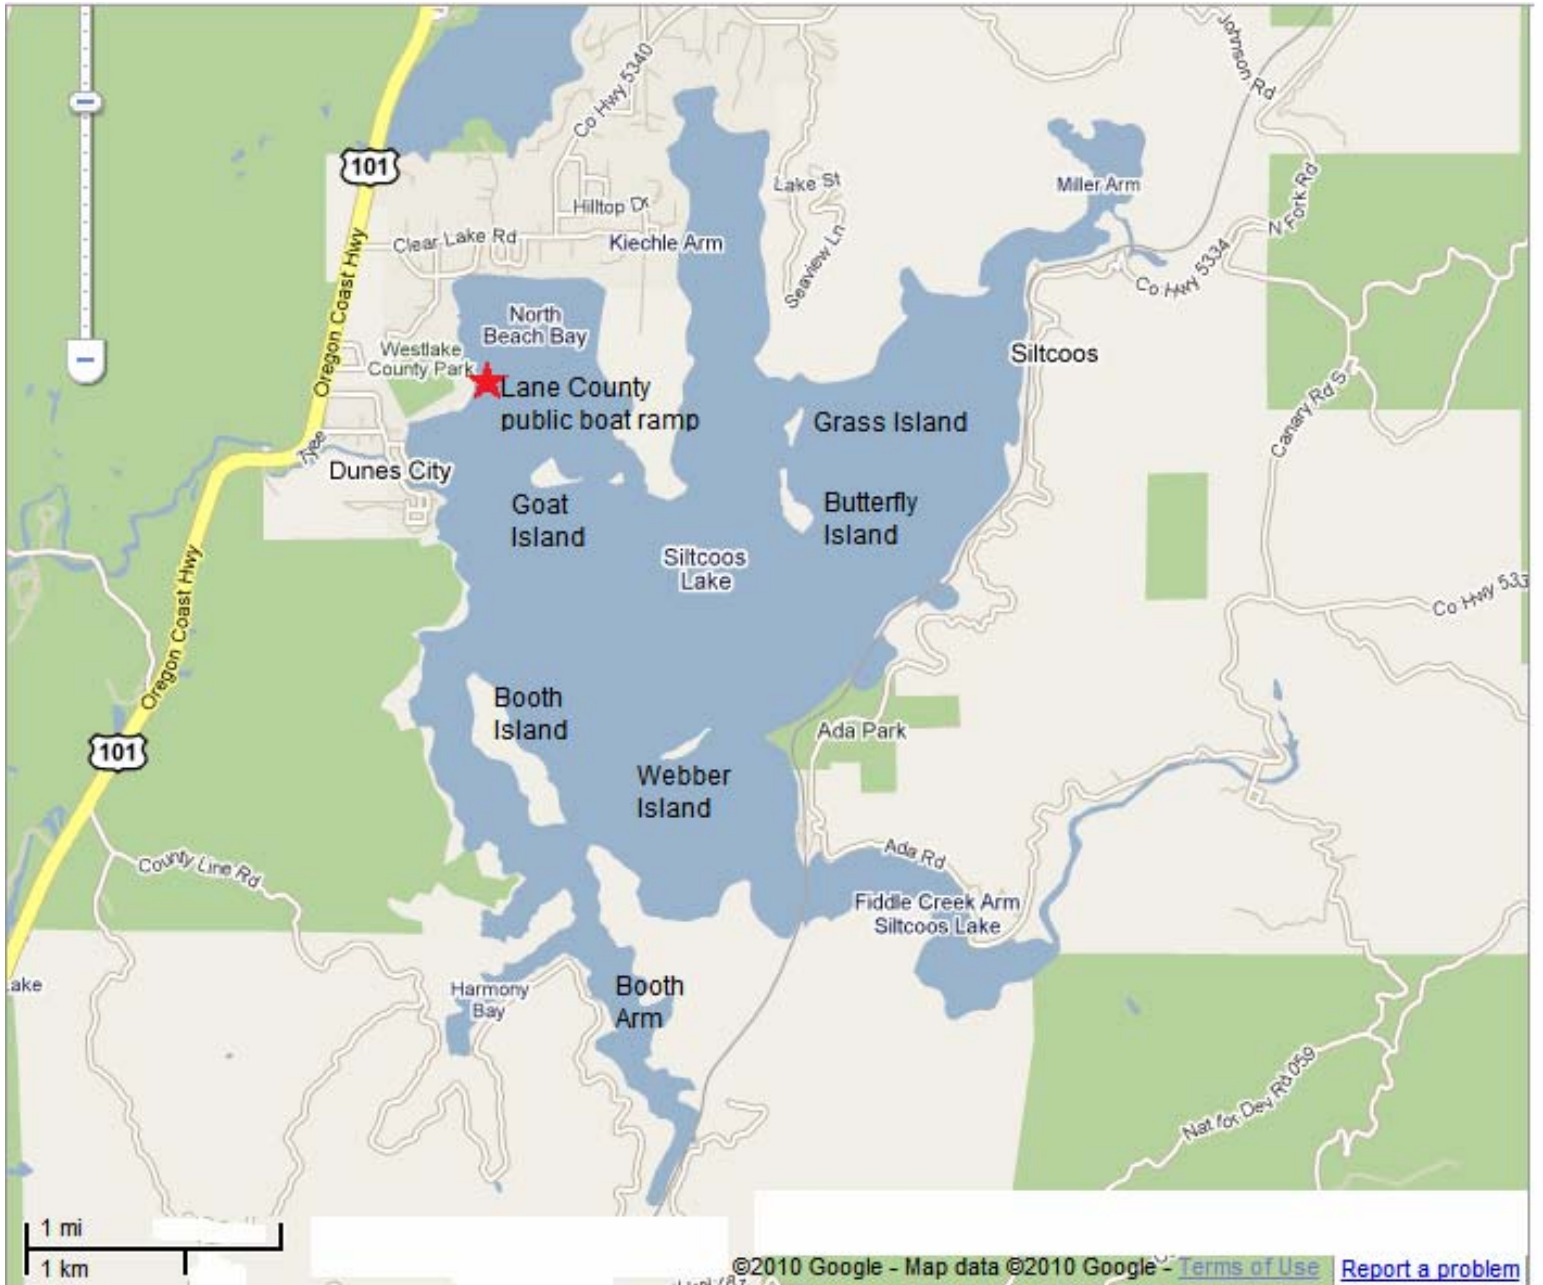 Johnson Rd
Co Hwy 5340
101
Lake St
Miller Arm
Hilltop Dr
N Fork Rd
Clear Lake Rd
Kiechle Arm
Seaview Ln
Co Hwy 5334
Oregon Coast Hwy
North
Beach Bay
Westlake
County Park
Siltcoos
Lane County
public boat ramp
Grass Island
Canary Rd S
Tyee
Dunes City
Goat
Island
Butterfly
Island
Siltcoos
Lake
Oregon Coast Hwy
Co Hwy 533
Booth
Island
Ada Park
101
Webber
Island
County Line Rd
Ada Rd
Fiddle Creek Arm
Siltcoos Lake
ake
Harmony
Bay
Booth
Arm
Nat for Dev Rd 059
1 mi
1 km
©2010 Google - Map data ©2010 Google - Terms of Use
Report a problem